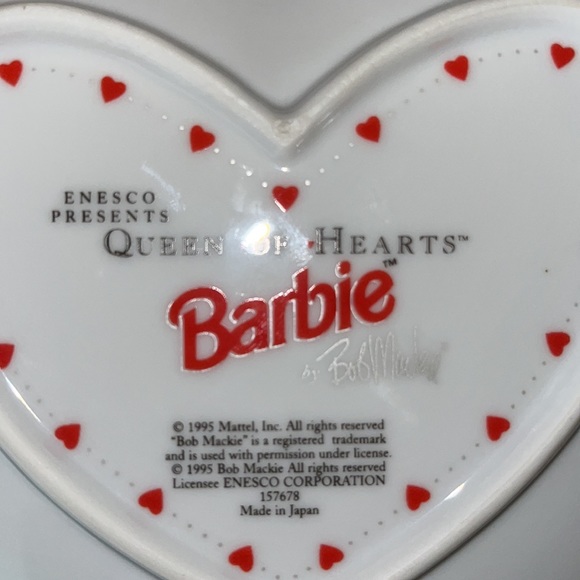 ENESCO
PRESENTS
QUEEN OF HEARTS™
Barbie™
by Bob Mackie
© 1995 Mattel, Inc. All rights reserved
"Bob Mackie" is a registered trademark
and is used with permission under license.
© 1995 Bob Mackie All rights reserved
Licensee ENESCO CORPORATION
157678
Made in Japan